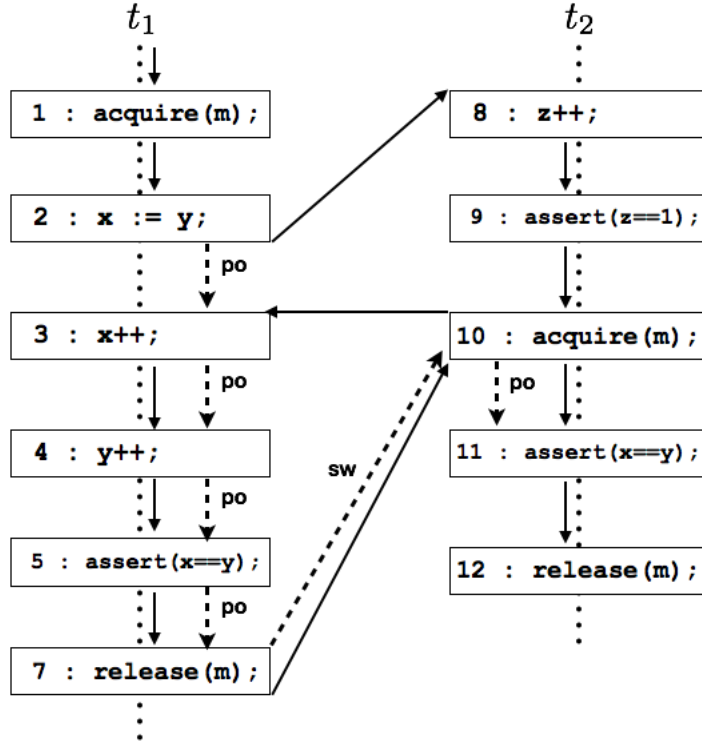 t1
t2
1 : acquire(m);
8 : z++;
2 : x := y;
9 : assert(z==1);
po
3 : x++;
10 : acquire(m);
po
po
4 : y++;
11 : assert(x==y);
sw
po
5 : assert(x==y);
12 : release(m);
po
7 : release(m);